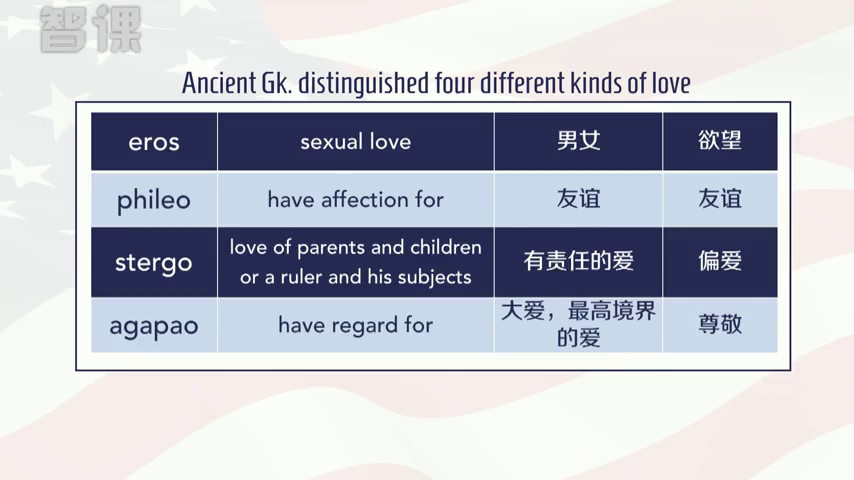 智课
Ancient Gk. distinguished four different kinds of love
eros sexual love 男女 欲望
phileo have affection for 友谊 友谊
stergo love of parents and children or a ruler and his subjects 有责任的爱 偏爱
agapao have regard for 大爱，最高境界的爱 尊敬